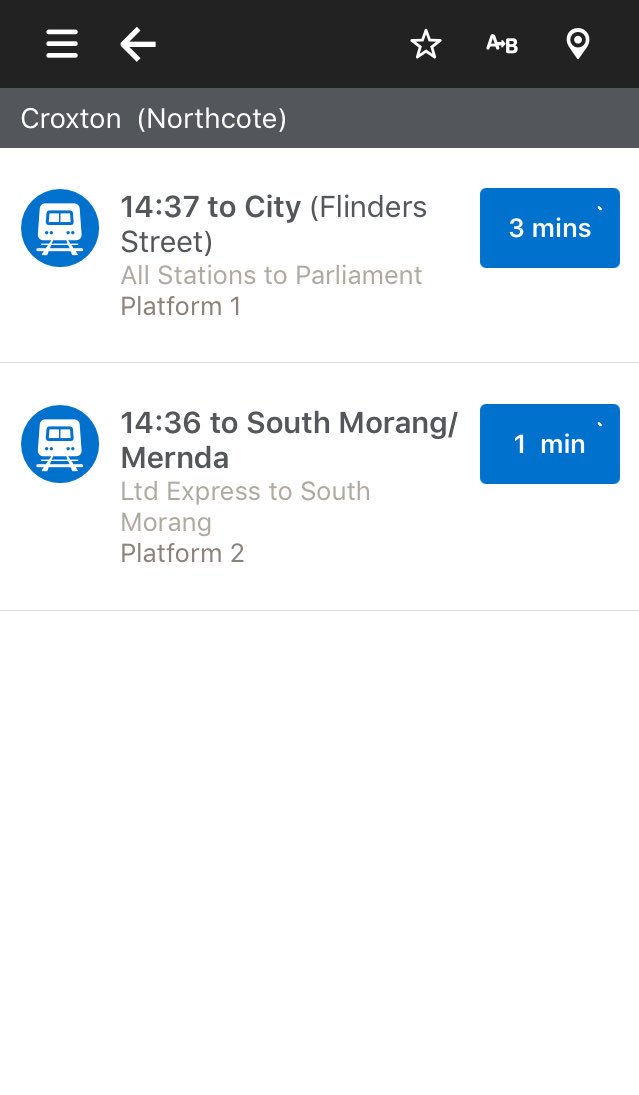 A B
Croxton (Northcote)
14:37 to City (Flinders
Street)
All Stations to Parliament
Platform 1
3 mins
14:36 to South Morang/
Mernda
Ltd Express to South
Morang
Platform 2
1 min